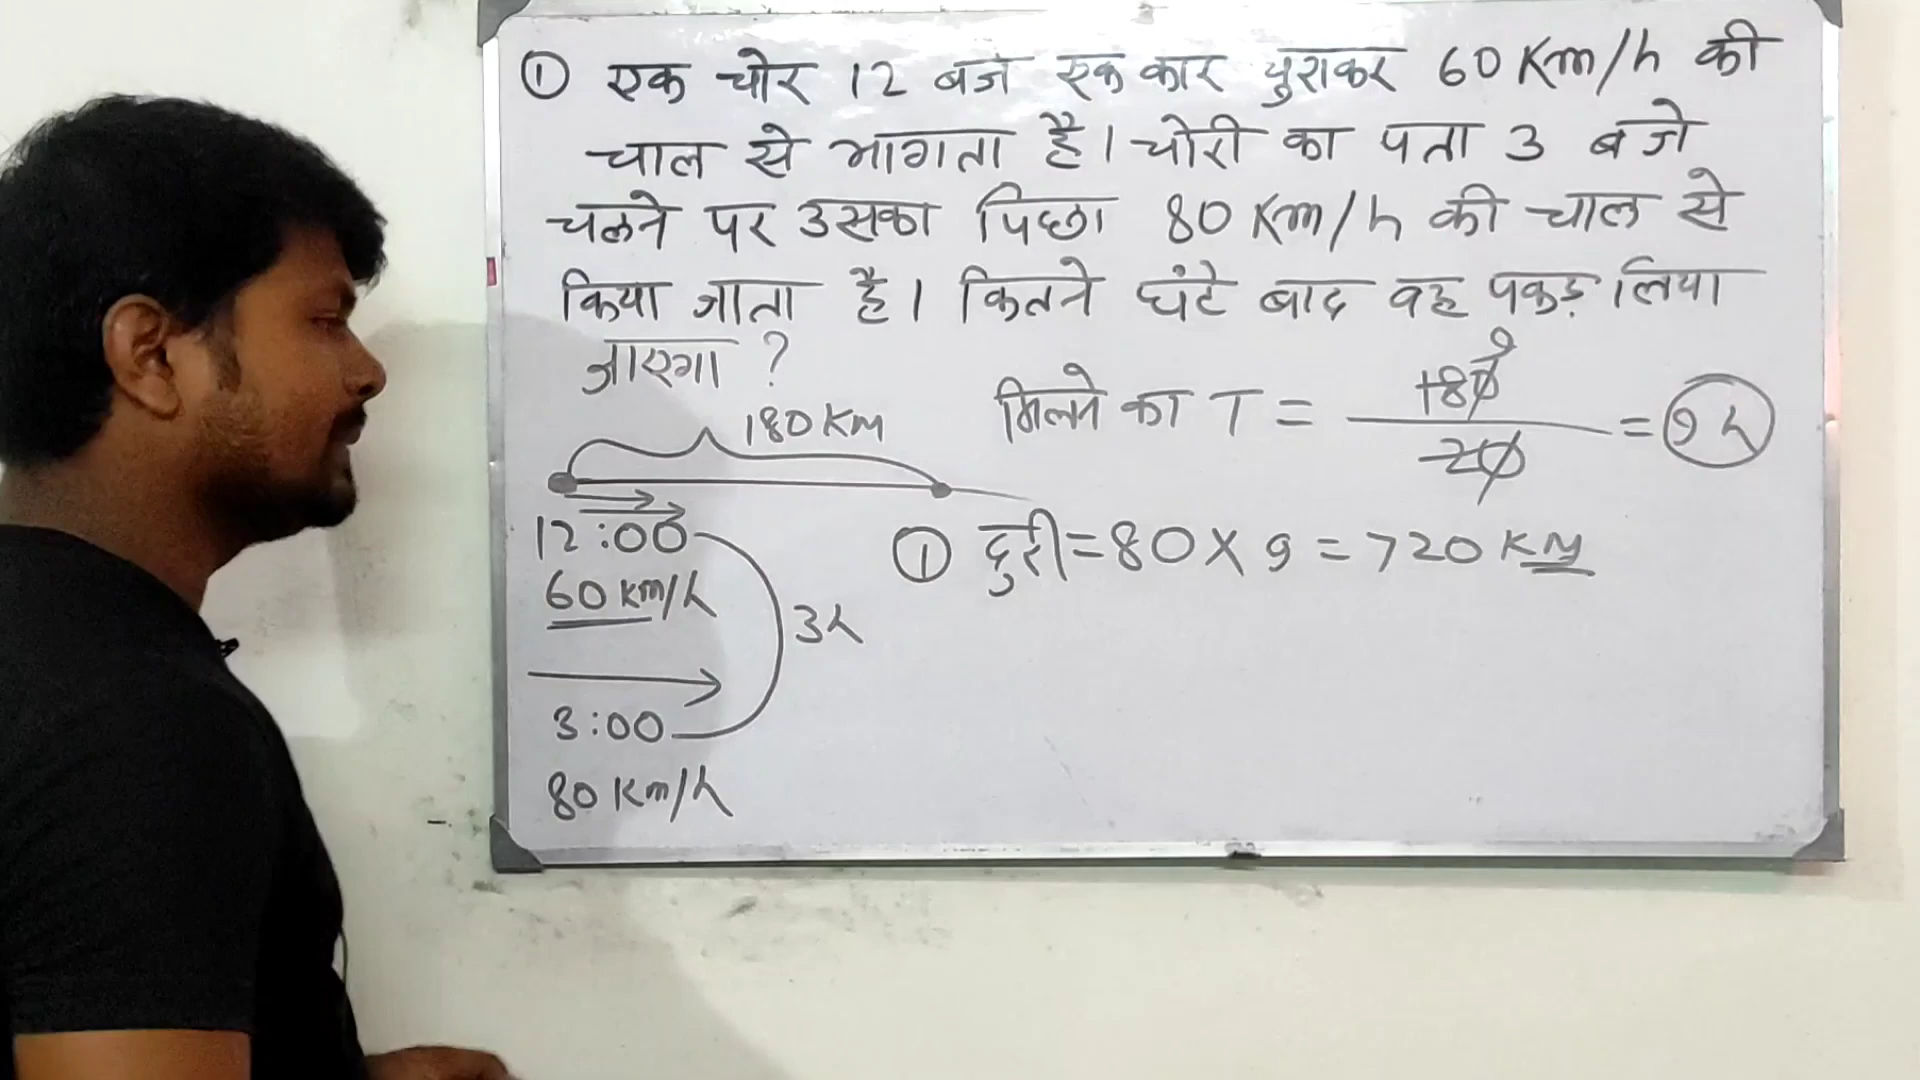 ① एक चोर 12 बजे एक कार चुराकर 60 Km/h की
चाल से भागता है। चोरी का पता 3 बजे
चलने पर उसका पिछा 80 Km/h की चाल से
किया जाता है। कितने घंटे बाद वह पकड़ लिया
जाएगा ?
180 KM
मिलने का T = 180/20 = 9 h
9
12:00
60 km/h
3h
3:00
80 Km/h
① दुरी = 80 X 9 = 720 KM